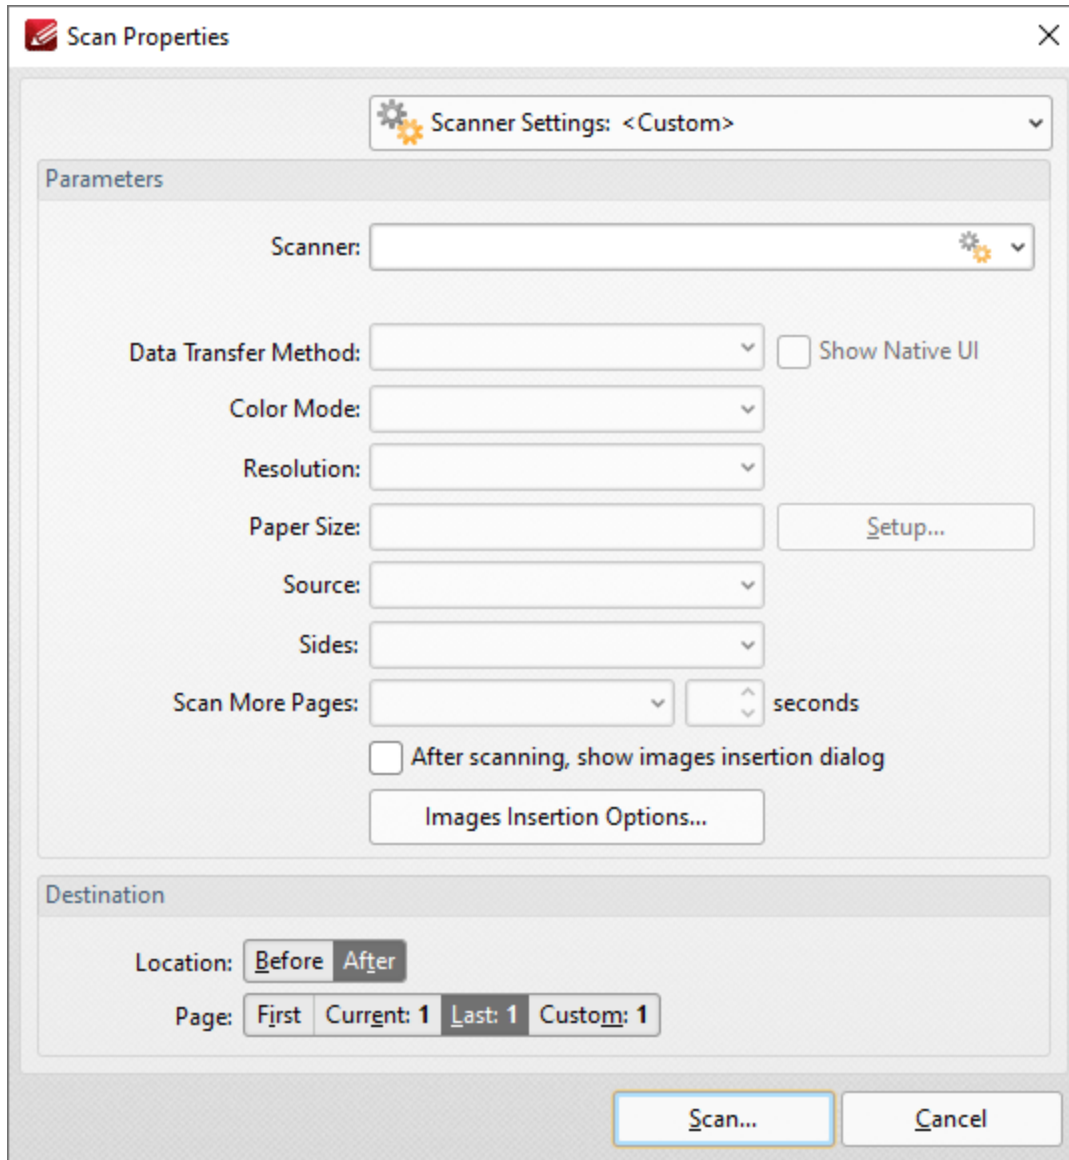 Scan Properties
Scanner Settings: <Custom>
Parameters
Scanner:
Data Transfer Method:
Show Native UI
Color Mode:
Resolution:
Paper Size:
Setup...
Source:
Sides:
Scan More Pages:
seconds
After scanning, show images insertion dialog
Images Insertion Options...
Destination
Location: Before After
Page: First Current: 1 Last: 1 Custom: 1
Scan... Cancel